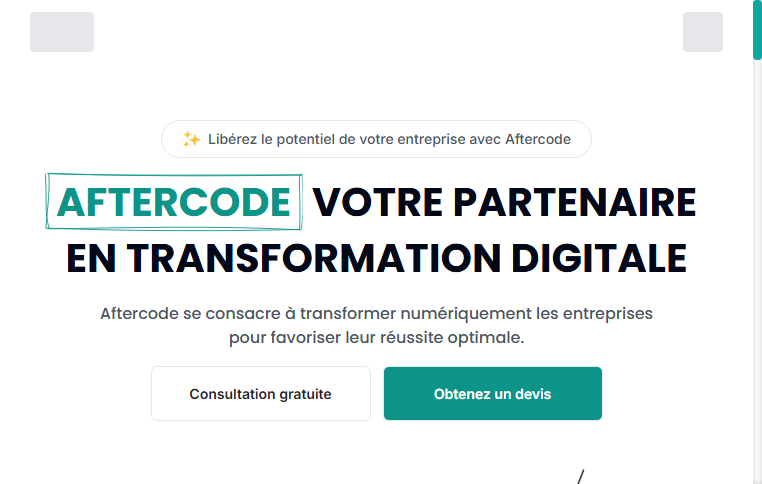 ✨ Libérez le potentiel de votre entreprise avec Aftercode
AFTERCODE VOTRE PARTENAIRE
EN TRANSFORMATION DIGITALE
Aftercode se consacre à transformer numériquement les entreprises
pour favoriser leur réussite optimale.
Consultation gratuite
Obtenez un devis